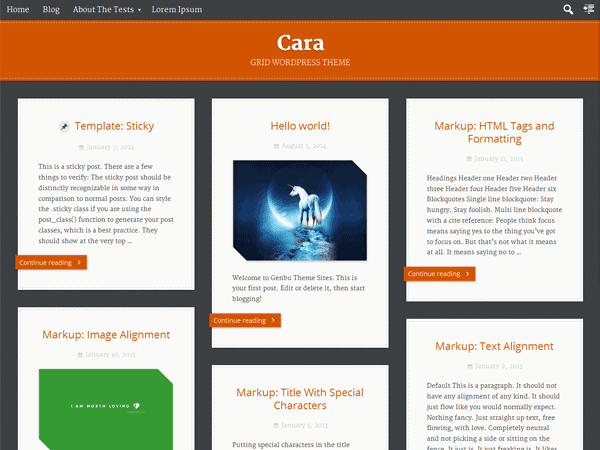 Home Blog About The Tests Lorem Ipsum
Cara
GRID WORDPRESS THEME
Template: Sticky
January 7, 2012
This is a sticky post. There are a few
things to verify: The sticky post should be
distinctly recognizable in some way in
comparison to normal posts. You can style
the .sticky class if you are using the
post_class() function to generate your post
classes, which is a best practice. They
should show at the very top ...
Continue reading
Markup: Image Alignment
January 10, 2013
I AM WORTH LOVING
Hello world!
August 5, 2014
Welcome to Genbu Theme Sites. This is
your first post. Edit or delete it, then start
blogging!
Continue reading
Markup: Title With Special
Characters
January 5, 2013
Putting special characters in the title
Markup: HTML Tags and
Formatting
January 11, 2013
Headings Header one Header two Header
three Header four Header five Header six
Blockquotes Single line blockquote: Stay
hungry. Stay foolish. Multi line blockquote
with a cite reference: People think focus
means saying yes to the thing you've got
to focus on. But that's not what it means
at all. It means saying no to ...
Continue reading
Markup: Text Alignment
January 9, 2013
Default This is a paragraph. It should not
have any alignment of any kind. It should
just flow like you would normally expect.
Nothing fancy. Just straight up text, free
flowing, with love. Completely neutral
and not picking a side or sitting on the
fence. It just is. It just freaking is. It likes